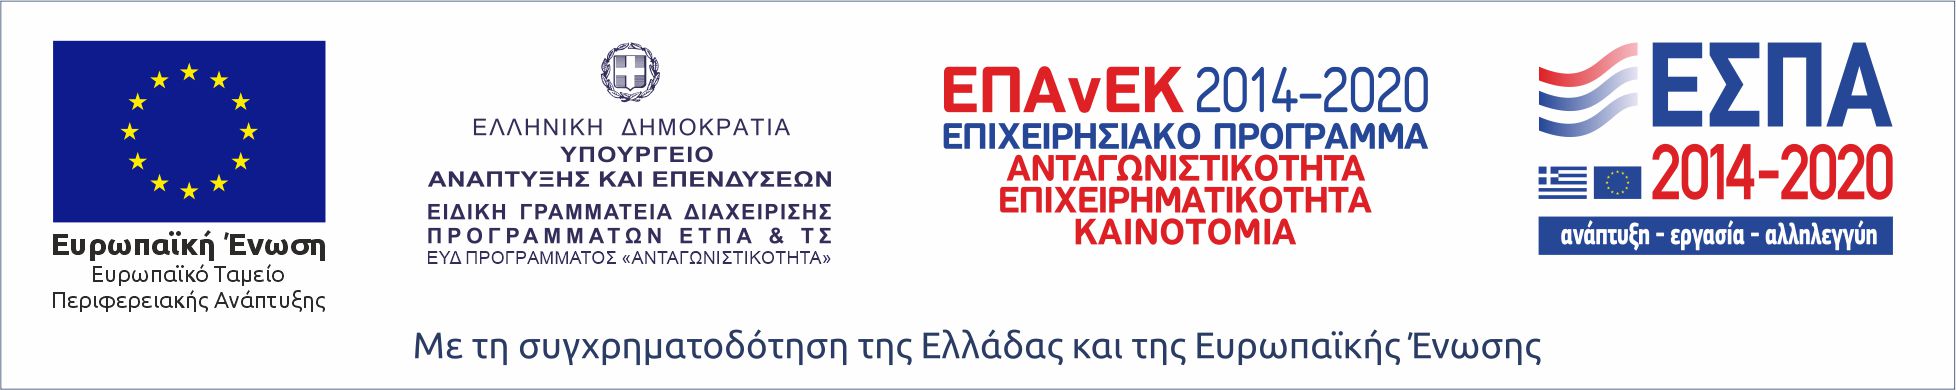 Ευρωπαϊκή Ένωση
Ευρωπαϊκό Ταμείο
Περιφερειακής Ανάπτυξης
ΕΛΛΗΝΙΚΗ ΔΗΜΟΚΡΑΤΙΑ
ΥΠΟΥΡΓΕΙΟ
ΑΝΑΠΤΥΞΗΣ ΚΑΙ ΕΠΕΝΔΥΣΕΩΝ
ΕΙΔΙΚΗ ΓΡΑΜΜΑΤΕΙΑ ΔΙΑΧΕΙΡΙΣΗΣ
ΠΡΟΓΡΑΜΜΑΤΩΝ ΕΤΠΑ & ΤΣ
ΕΥΔ ΠΡΟΓΡΑΜΜΑΤΟΣ «ΑΝΤΑΓΩΝΙΣΤΙΚΟΤΗΤΑ»
ΕΠΑνΕΚ 2014–2020
ΕΠΙΧΕΙΡΗΣΙΑΚΟ ΠΡΟΓΡΑΜΜΑ
ΑΝΤΑΓΩΝΙΣΤΙΚΟΤΗΤΑ
ΕΠΙΧΕΙΡΗΜΑΤΙΚΟΤΗΤΑ
ΚΑΙΝΟΤΟΜΙΑ
ΕΣΠΑ
2014-2020
ανάπτυξη - εργασία - αλληλεγγύη
Με τη συγχρηματοδότηση της Ελλάδας και της Ευρωπαϊκής Ένωσης